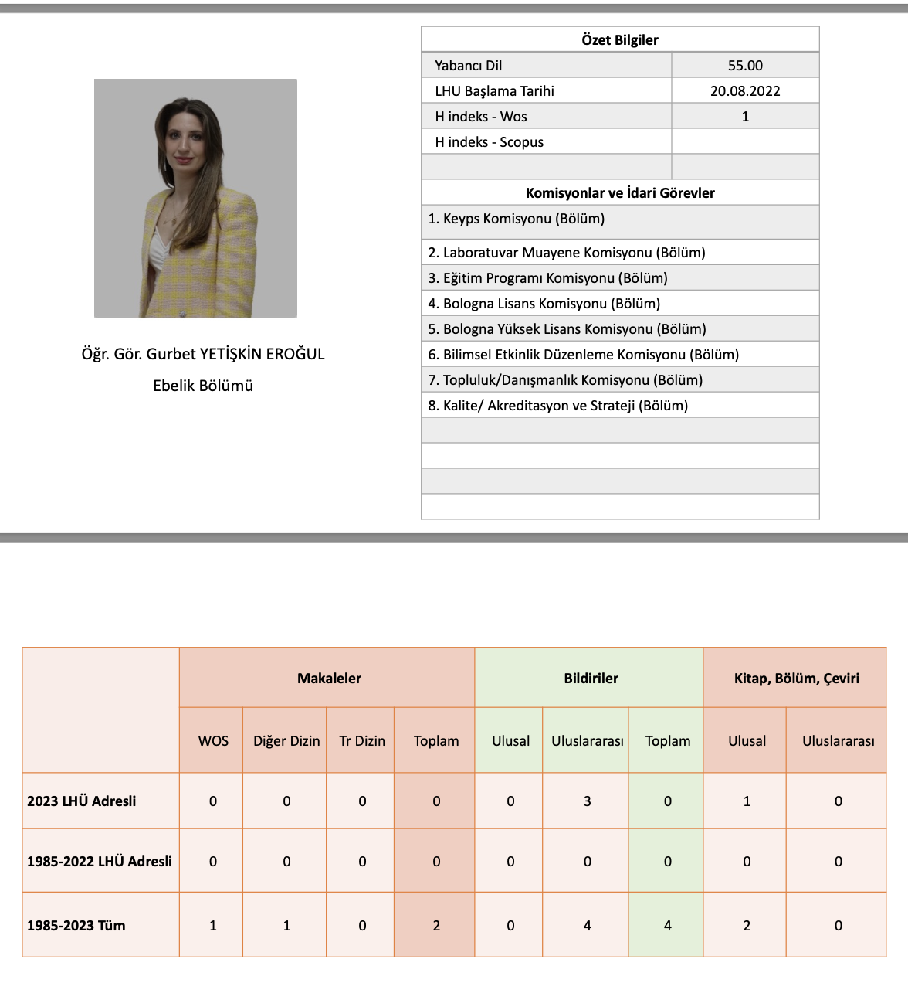 Öğr. Gör. Gurbet YETİŞKİN EROĞUL
Ebelik Bölümü
Özet Bilgiler
Yabancı Dil 55.00
LHU Başlama Tarihi 20.08.2022
H indeks - Wos 1
H indeks - Scopus
Komisyonlar ve İdari Görevler
1. Keyps Komisyonu (Bölüm)
2. Laboratuvar Muayene Komisyonu (Bölüm)
3. Eğitim Programı Komisyonu (Bölüm)
4. Bologna Lisans Komisyonu (Bölüm)
5. Bologna Yüksek Lisans Komisyonu (Bölüm)
6. Bilimsel Etkinlik Düzenleme Komisyonu (Bölüm)
7. Topluluk/Danışmanlık Komisyonu (Bölüm)
8. Kalite/ Akreditasyon ve Strateji (Bölüm)
Makaleler Bildiriler Kitap, Bölüm, Çeviri
WOS Diğer Dizin Tr Dizin Toplam Ulusal Uluslararası Toplam Ulusal Uluslararası
2023 LHÜ Adresli 0 0 0 0 0 3 0 1 0
1985-2022 LHÜ Adresli 0 0 0 0 0 0 0 0 0
1985-2023 Tüm 1 1 0 2 0 4 4 2 0